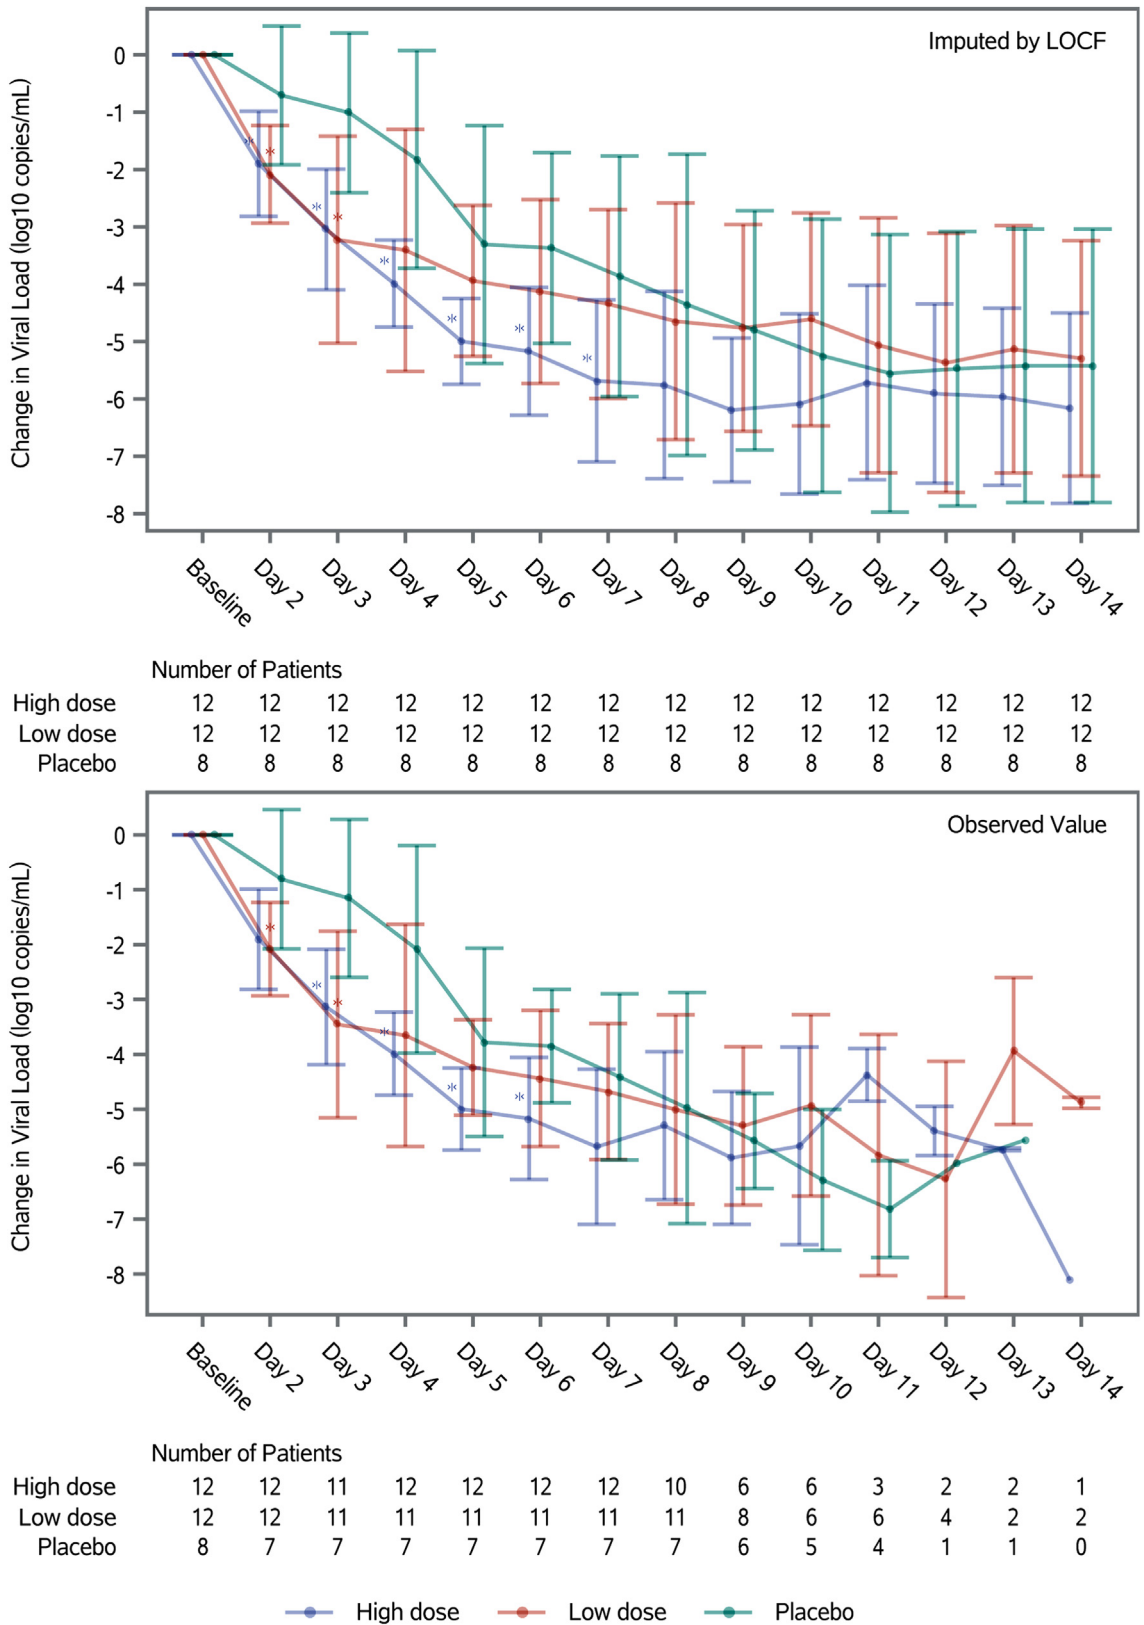 Imputed by LOCF
Change in Viral Load (log10 copies/mL)
0
-1
-2
-3
-4
-5
-6
-7
-8
Baseline Day 2 Day 3 Day 4 Day 5 Day 6 Day 7 Day 8 Day 9 Day 10 Day 11 Day 12 Day 13 Day 14
Number of Patients
High dose 12 12 12 12 12 12 12 12 12 12 12 12 12 12
Low dose 12 12 12 12 12 12 12 12 12 12 12 12 12 12
Placebo 8 8 8 8 8 8 8 8 8 8 8 8 8 8
Observed Value
Change in Viral Load (log10 copies/mL)
0
-1
-2
-3
-4
-5
-6
-7
-8
Baseline Day 2 Day 3 Day 4 Day 5 Day 6 Day 7 Day 8 Day 9 Day 10 Day 11 Day 12 Day 13 Day 14
Number of Patients
High dose 12 12 11 12 12 12 12 10 6 6 3 2 2 1
Low dose 12 12 11 11 11 11 11 11 8 6 6 4 2 2
Placebo 8 7 7 7 7 7 7 7 6 5 4 1 1 0
High dose Low dose Placebo